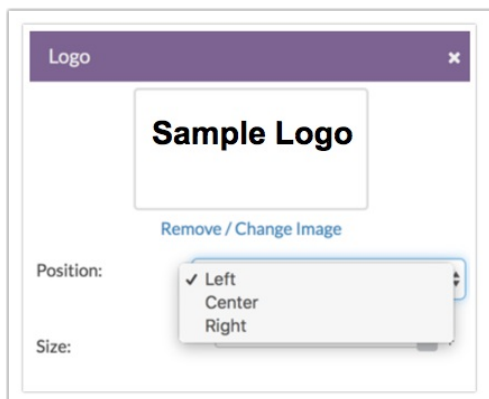 Logo ×
Sample Logo
Remove / Change Image
Position:
✓ Left
Center
Right
Size: